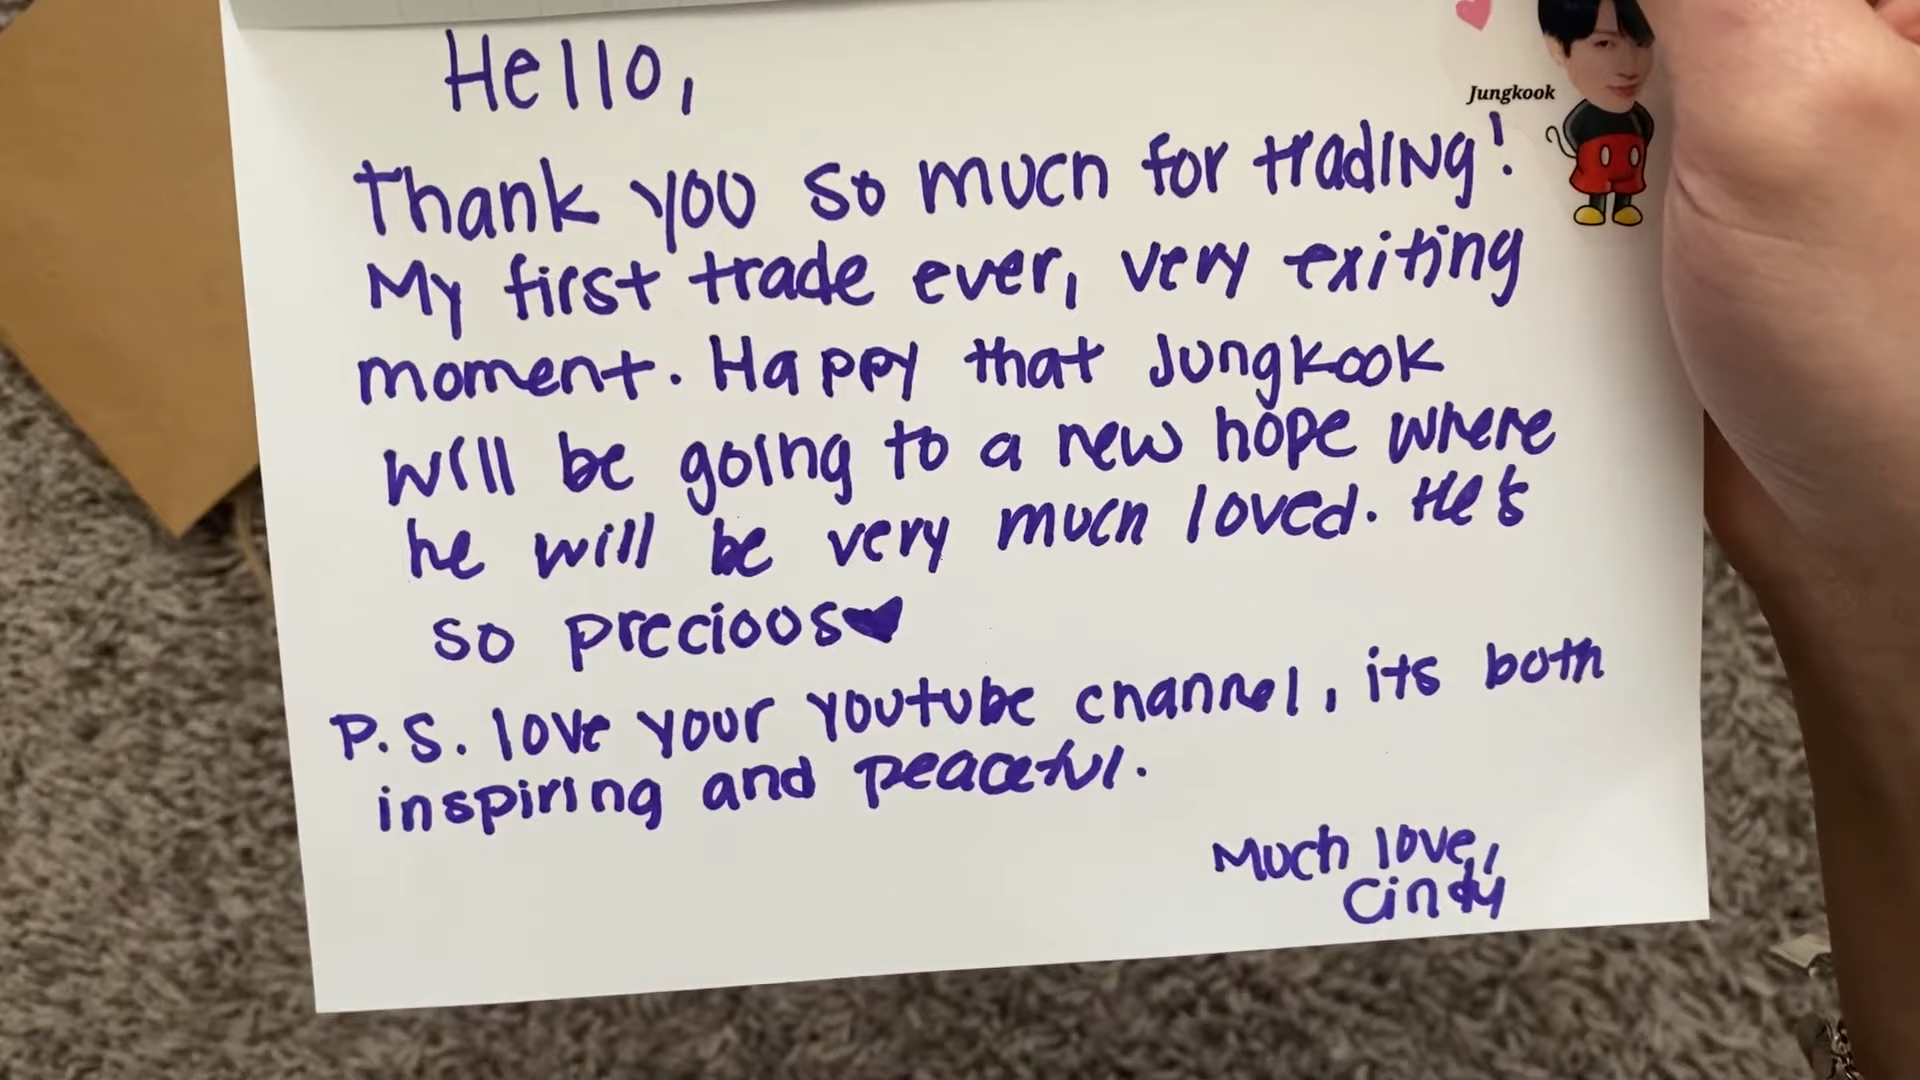 Hello,
Jungkook
Thank you so much for trading!
My first trade ever, very exiting
moment. Happy that Jungkook
will be going to a new hope where
he will be very much loved. He's
so precioos♥
P.S. love your youtube channel, its both
inspiring and peaceful.
Much love,
Cindy